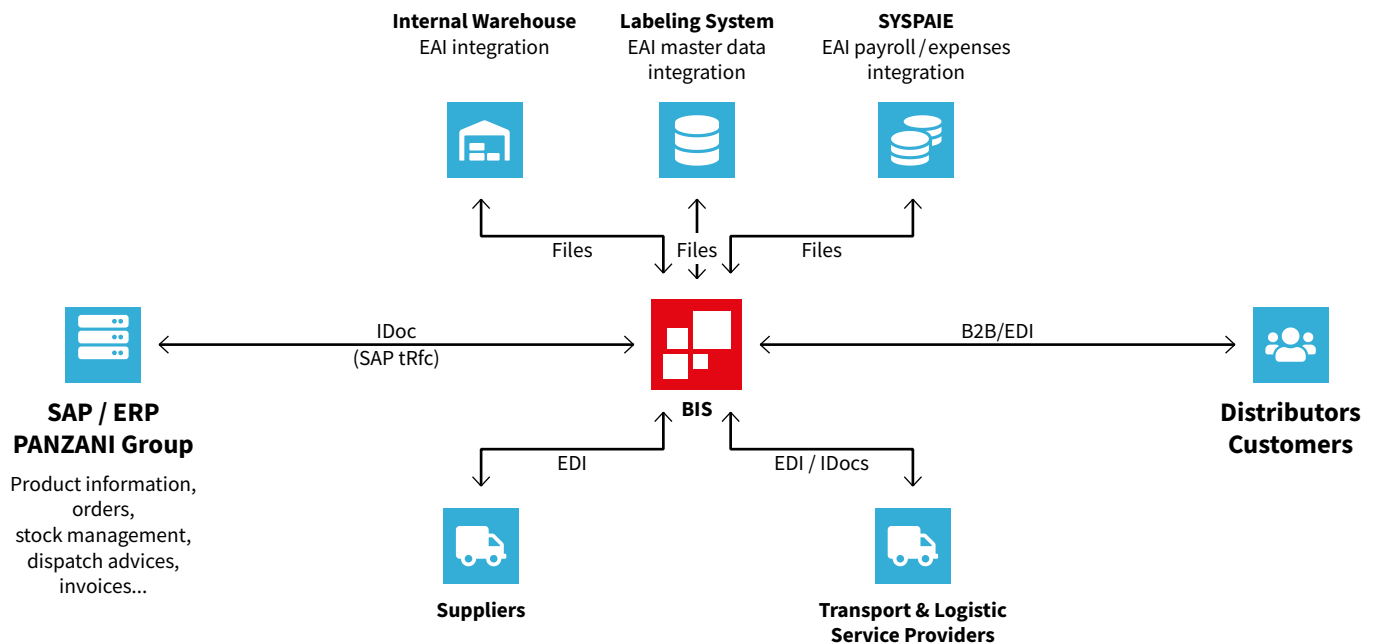 Internal Warehouse
EAI integration
Labeling System
EAI master data
integration
SYSPAIE
EAI payroll / expenses
integration
Files
Files
Files
IDoc
(SAP tRfc)
B2B/EDI
SAP / ERP
PANZANI Group
Product information,
orders,
stock management,
dispatch advices,
invoices...
BIS
Distributors
Customers
EDI
EDI / IDocs
Suppliers
Transport & Logistic
Service Providers